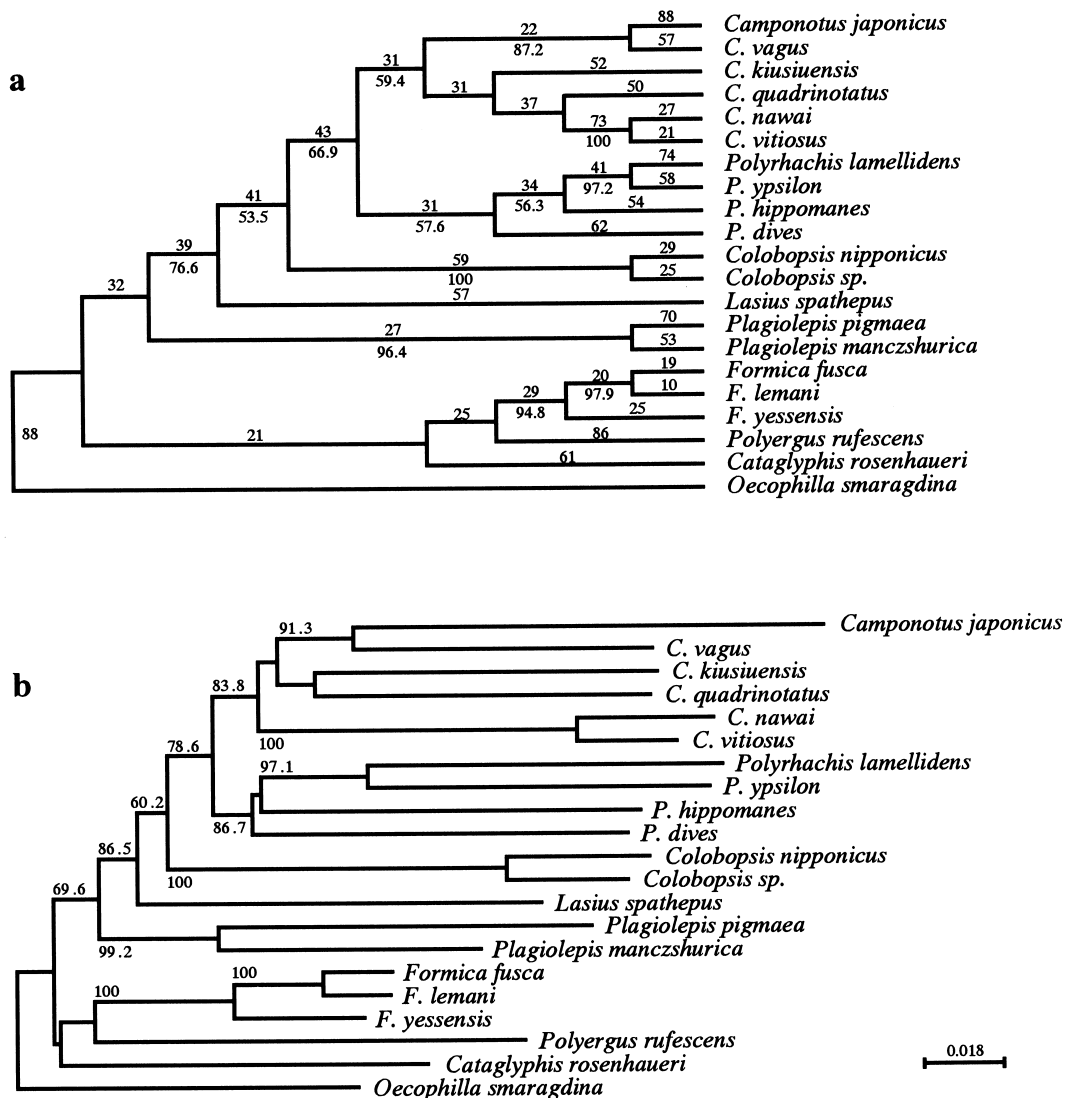 a
88
22
Camponotus japonicus
87.2
57
C. vagus
31
59.4
52
C. kiusiuensis
31
50
C. quadrinotatus
37
27
C. nawai
73
100
21
C. vitiosus
43
66.9
74
Polyrhachis lamellidens
41
97.2
58
P. ypsilon
34
56.3
54
P. hippomanes
31
57.6
62
P. dives
41
53.5
29
Colobopsis nipponicus
59
100
25
Colobopsis sp.
39
76.6
57
Lasius spathepus
32
70
Plagiolepis pigmaea
27
96.4
53
Plagiolepis manczshurica
19
Formica fusca
20
97.9
10
F. lemani
29
94.8
25
F. yessensis
25
86
Polyergus rufescens
21
61
Cataglyphis rosenhaueri
88
Oecophilla smaragdina
b
91.3
Camponotus japonicus
C. vagus
C. kiusiuensis
83.8
C. quadrinotatus
C. nawai
100
C. vitiosus
78.6
97.1
Polyrhachis lamellidens
P. ypsilon
60.2
P. hippomanes
86.7
P. dives
86.5
Colobopsis nipponicus
100
Colobopsis sp.
69.6
Lasius spathepus
Plagiolepis pigmaea
99.2
Plagiolepis manczshurica
100
Formica fusca
100
F. lemani
F. yessensis
Polyergus rufescens
0.018
Cataglyphis rosenhaueri
Oecophilla smaragdina